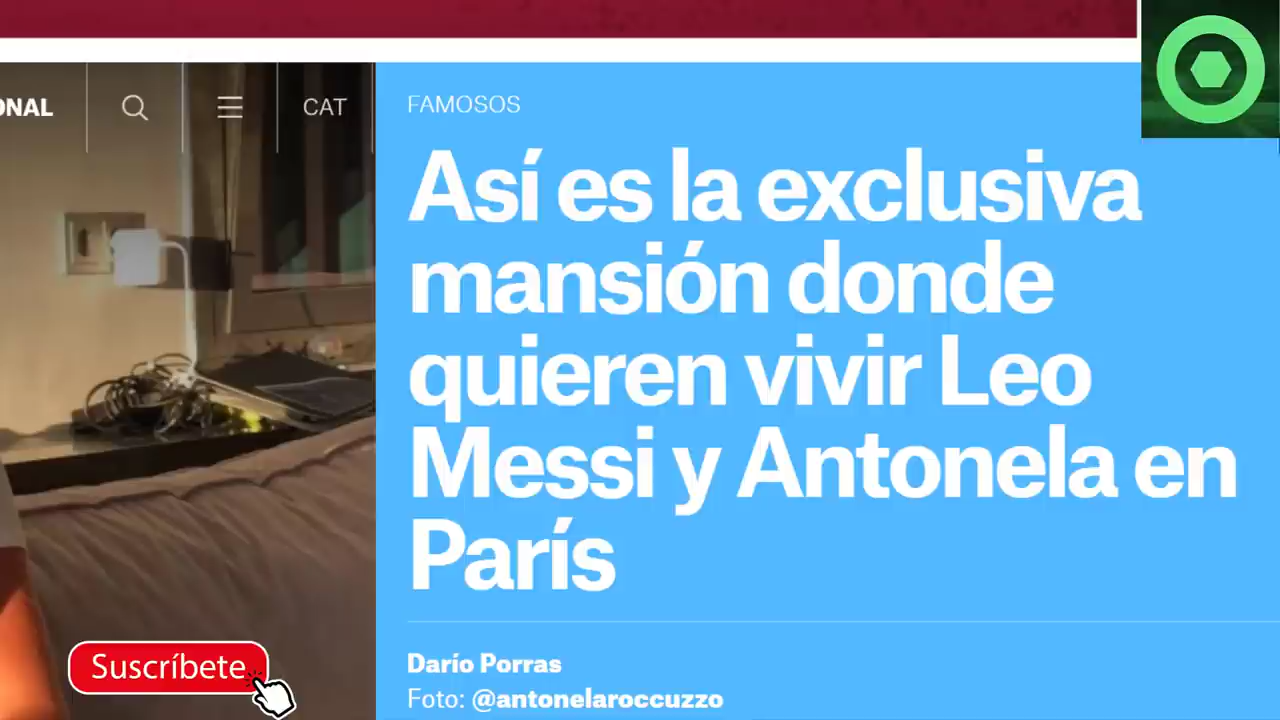 ONAL
CAT
FAMOSOS
Así es la exclusiva
mansión donde
quieren vivir Leo
Messi y Antonela en
París
Darío Porras
Foto: @antonelaroccuzzo
Suscríbete